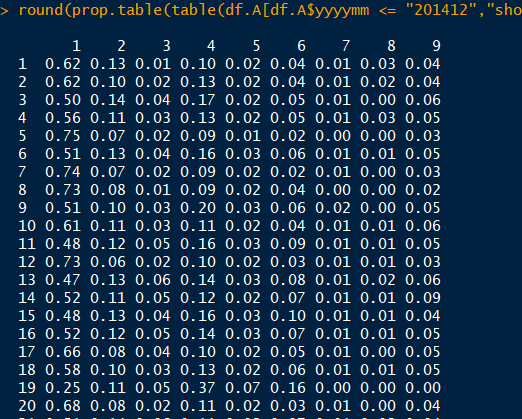 > round(prop.table(table(df.A[df.A$yyyymm <= "201412","sho
1 2 3 4 5 6 7 8 9
1 0.62 0.13 0.01 0.10 0.02 0.04 0.01 0.03 0.04
2 0.62 0.10 0.02 0.13 0.02 0.04 0.01 0.02 0.04
3 0.50 0.14 0.04 0.17 0.02 0.05 0.01 0.00 0.06
4 0.56 0.11 0.03 0.13 0.02 0.05 0.01 0.03 0.05
5 0.75 0.07 0.02 0.09 0.01 0.02 0.00 0.00 0.03
6 0.51 0.13 0.04 0.16 0.03 0.06 0.01 0.01 0.05
7 0.74 0.07 0.02 0.09 0.02 0.02 0.01 0.00 0.03
8 0.73 0.08 0.01 0.09 0.02 0.04 0.00 0.00 0.02
9 0.51 0.10 0.03 0.20 0.03 0.06 0.02 0.00 0.05
10 0.61 0.11 0.03 0.11 0.02 0.04 0.01 0.01 0.06
11 0.48 0.12 0.05 0.16 0.03 0.09 0.01 0.01 0.05
12 0.73 0.06 0.02 0.10 0.02 0.03 0.01 0.01 0.03
13 0.47 0.13 0.06 0.14 0.03 0.08 0.01 0.02 0.06
14 0.52 0.11 0.05 0.12 0.02 0.07 0.01 0.01 0.09
15 0.48 0.13 0.04 0.16 0.03 0.10 0.01 0.01 0.04
16 0.52 0.12 0.05 0.14 0.03 0.07 0.01 0.01 0.05
17 0.66 0.08 0.04 0.10 0.02 0.05 0.01 0.00 0.05
18 0.58 0.10 0.03 0.13 0.02 0.06 0.01 0.01 0.05
19 0.25 0.11 0.05 0.37 0.07 0.16 0.00 0.00 0.00
20 0.68 0.08 0.02 0.11 0.02 0.03 0.01 0.00 0.04